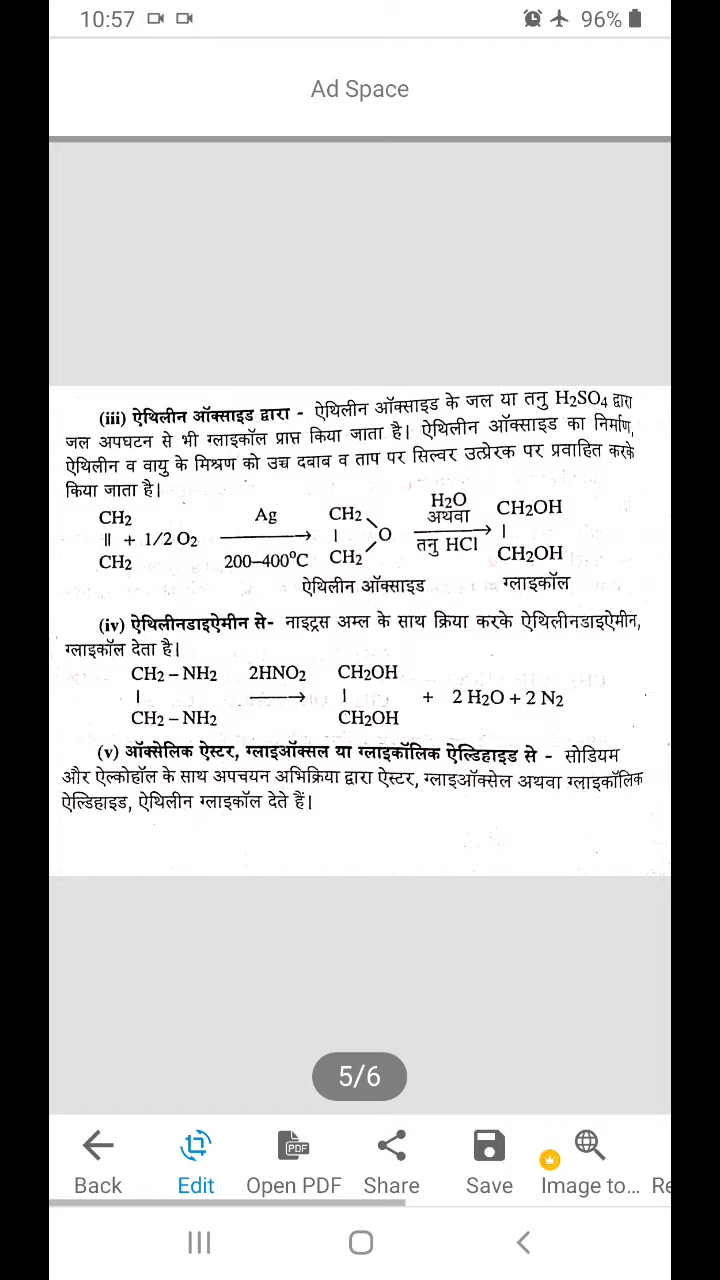 10:57 96%
Ad Space
(iii) ऐथिलीन ऑक्साइड द्वारा - ऐथिलीन ऑक्साइड के जल या तनु H2SO4 द्वारा
जल अपघटन से भी ग्लाइकॉल प्राप्त किया जाता है। ऐथिलीन ऑक्साइड का निर्माण,
ऐथिलीन व वायु के मिश्रण को उच्च दबाव व ताप पर सिल्वर उत्प्रेरक पर प्रवाहित करके
किया जाता है।
CH2 Ag CH2 H2O CH2OH
|| + 1/2 O2 ⟶ | O अथवा ⟶ |
CH2 200–400°C CH2 तनु HCl CH2OH
ऐथिलीन ऑक्साइड ग्लाइकॉल
(iv) ऐथिलीनडाइऐमीन से- नाइट्रस अम्ल के साथ क्रिया करके ऐथिलीनडाइऐमीन,
ग्लाइकॉल देता है।
CH2 – NH2 2HNO2 CH2OH
| ⟶ | + 2 H2O + 2 N2
CH2 – NH2 CH2OH
(v) ऑक्सेलिक ऐस्टर, ग्लाइऑक्सल या ग्लाइकॉलिक ऐल्डिहाइड से - सोडियम
और ऐल्कोहॉल के साथ अपचयन अभिक्रिया द्वारा ऐस्टर, ग्लाइऑक्सेल अथवा ग्लाइकॉलिक
ऐल्डिहाइड, ऐथिलीन ग्लाइकॉल देते हैं।
5/6
PDF
Back Edit Open PDF Share Save Image to... Re